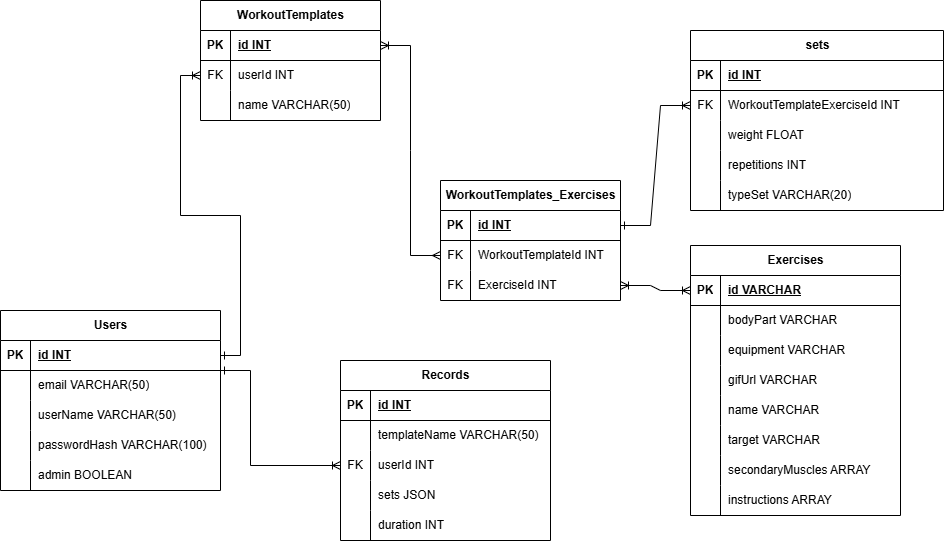 WorkoutTemplates
PK id INT
FK userId INT
name VARCHAR(50)
sets
PK id INT
FK WorkoutTemplateExerciseId INT
weight FLOAT
repetitions INT
typeSet VARCHAR(20)
WorkoutTemplates_Exercises
PK id INT
FK WorkoutTemplateId INT
FK ExerciseId INT
Exercises
PK id VARCHAR
bodyPart VARCHAR
equipment VARCHAR
gifUrl VARCHAR
name VARCHAR
target VARCHAR
secondaryMuscles ARRAY
instructions ARRAY
Users
PK id INT
email VARCHAR(50)
userName VARCHAR(50)
passwordHash VARCHAR(100)
admin BOOLEAN
Records
PK id INT
templateName VARCHAR(50)
FK userId INT
sets JSON
duration INT